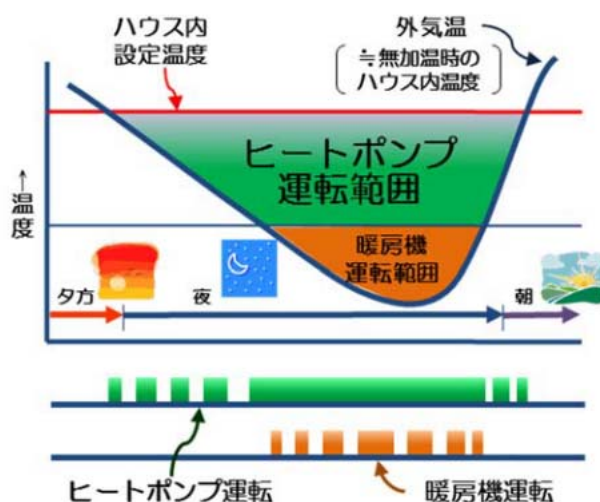 ハウス内
設定温度
外気温
≒無加温時の
ハウス内温度
ヒートポンプ
運転範囲
暖房機
運転範囲
←温度
夕方
夜
朝
ヒートポンプ運転
暖房機運転